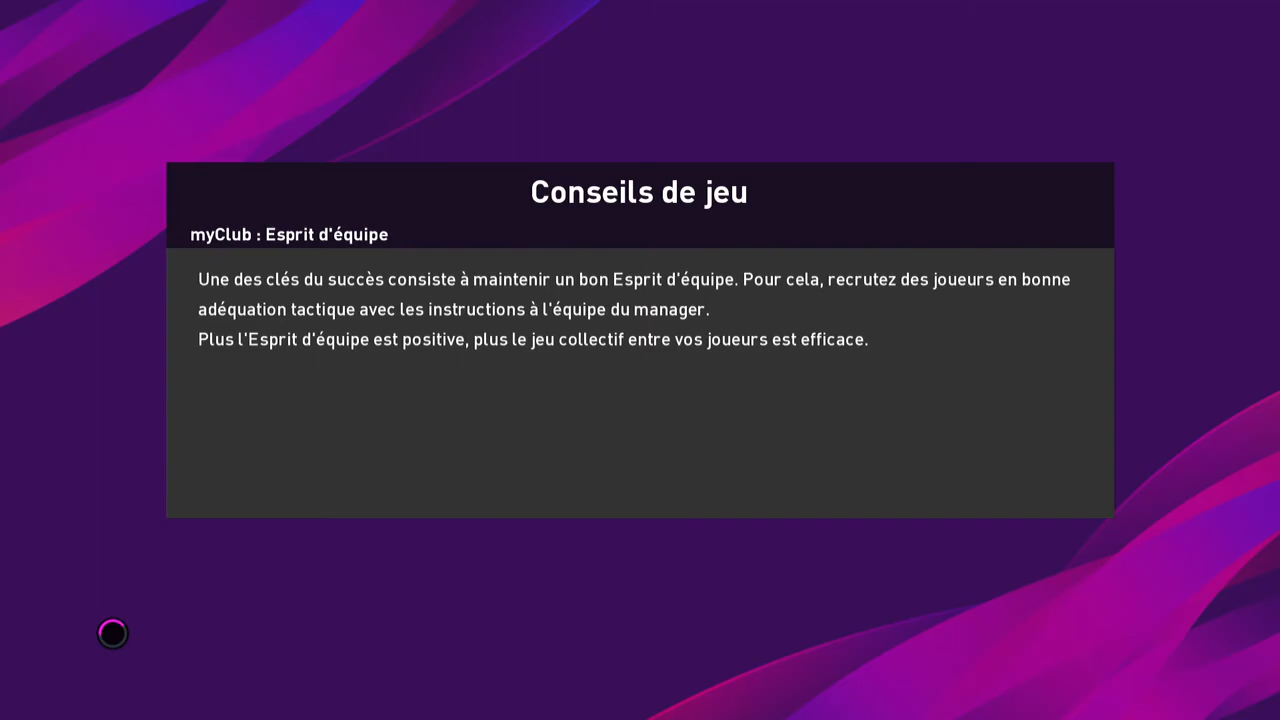 Conseils de jeu
myClub : Esprit d'équipe
Une des clés du succès consiste à maintenir un bon Esprit d'équipe. Pour cela, recrutez des joueurs en bonne
adéquation tactique avec les instructions à l'équipe du manager.
Plus l'Esprit d'équipe est positive, plus le jeu collectif entre vos joueurs est efficace.